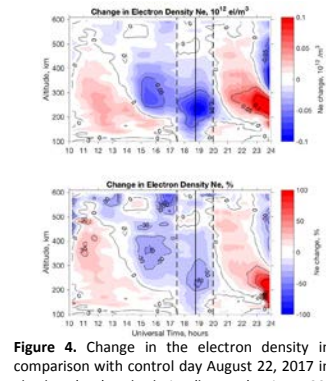 Change in Electron Density Ne, 10¹² el/m³
600
500
400
300
200
100
Altitude, km
10 11 12 13 14 15 16 17 18 19 20 21 22 23 24
0.1
0.05
0
-0.05
-0.1
Ne change, 10¹² el/m³
Change in Electron Density Ne, %
600
500
400
300
200
100
Altitude, km
10 11 12 13 14 15 16 17 18 19 20 21 22 23 24
Universal Time, hours
100
50
0
-50
-100
Ne change, %
Figure 4. Change in the electron density in
comparison with control day August 22, 2017 in